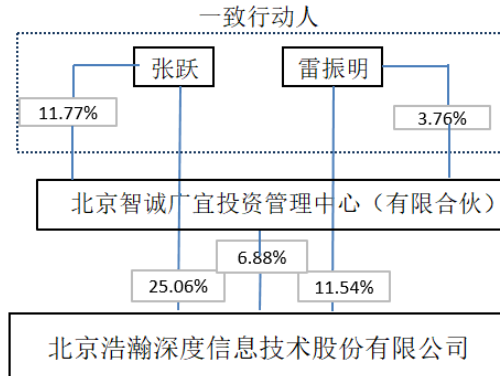 一致行动人
张跃
雷振明
11.77%
3.76%
北京智诚广宜投资管理中心（有限合伙）
6.88%
25.06%
11.54%
北京浩瀚深度信息技术股份有限公司